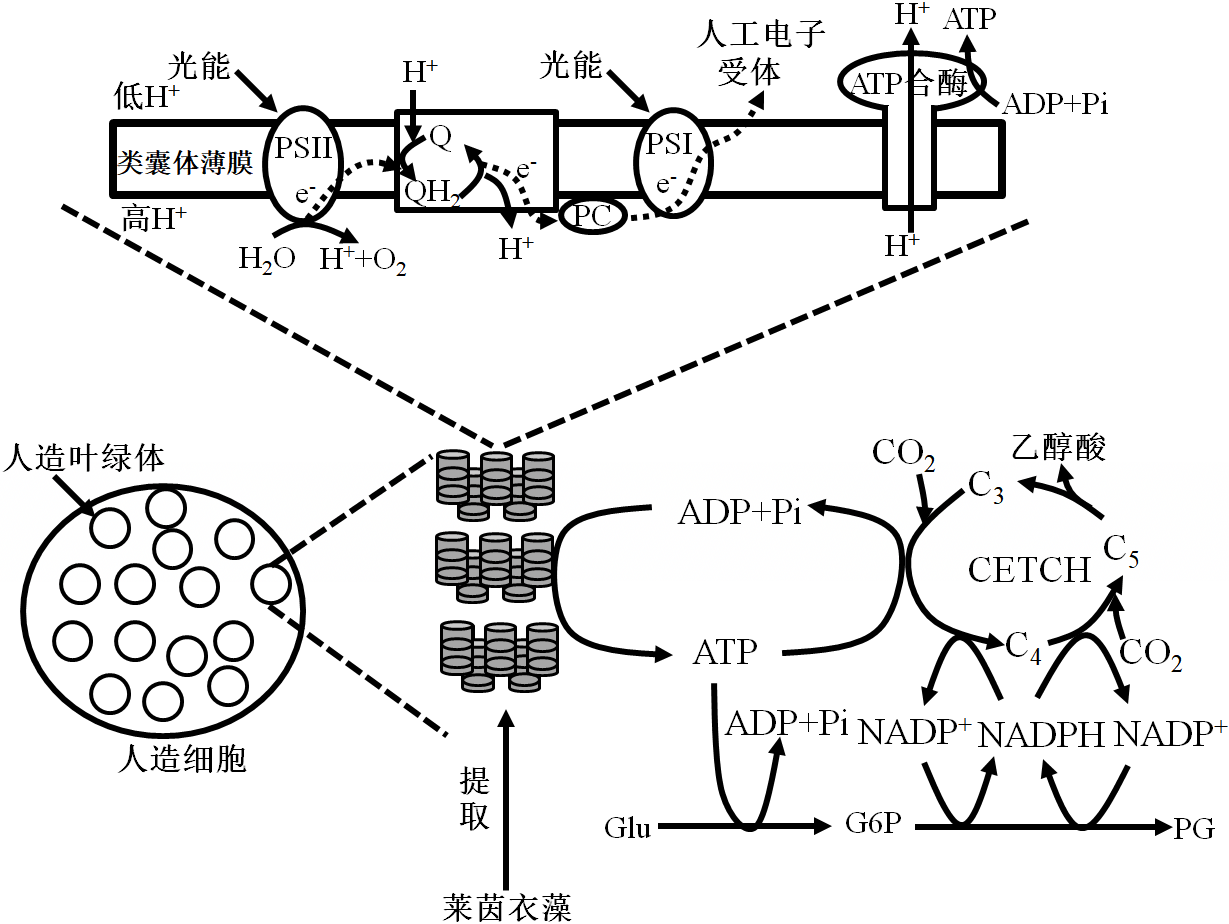 H⁺
ATP
人工电子
受体
光能
H⁺
光能
低H⁺
ATP合酶
ADP+Pi
PSII
Q
PSI
类囊体薄膜
e⁻
QH₂
e⁻
e⁻
高H⁺
PC
H₂O
H⁺+O₂
H⁺
H⁺
人造叶绿体
CO₂
乙醇酸
C₃
ADP+Pi
C₅
CETCH
ATP
C₄
CO₂
人造细胞
ADP+Pi
NADP⁺
NADPH
NADP⁺
提取
Glu
G6P
PG
莱茵衣藻